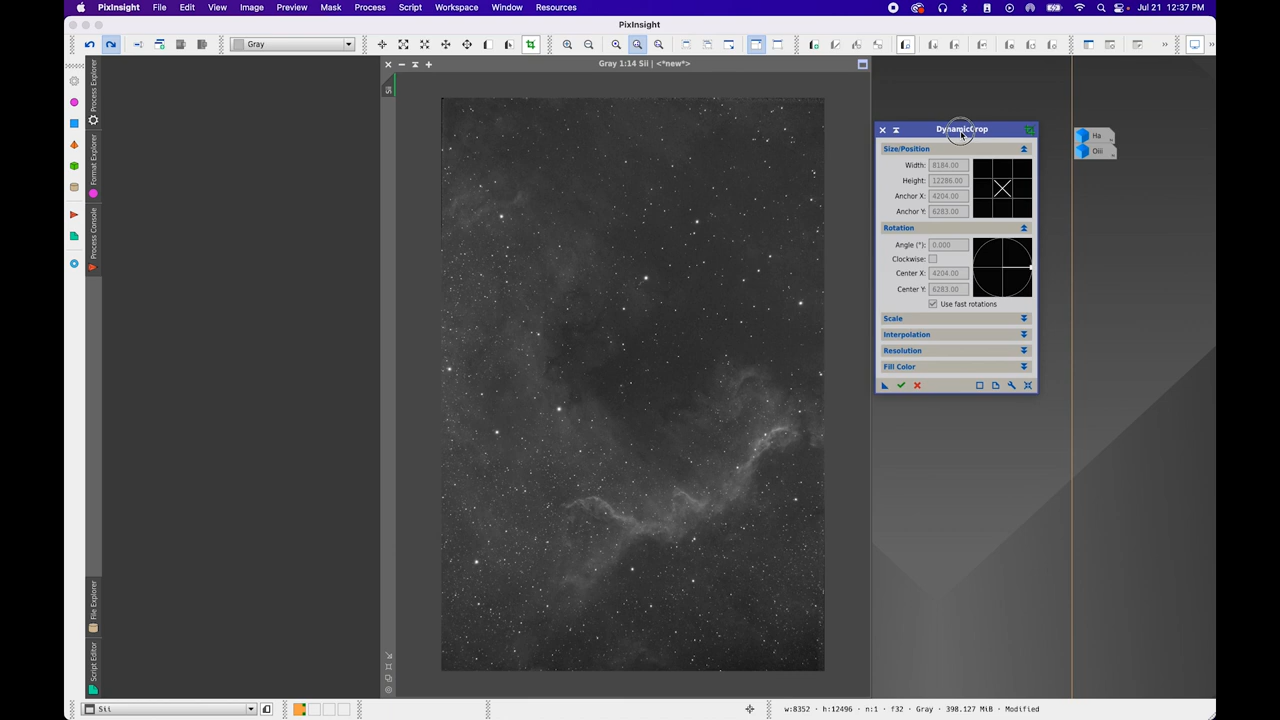 PixInsight File Edit View Image Preview Mask Process Script Workspace Window Resources Jul 21 12:37 PM
PixInsight
Gray
Process Explorer
Format Explorer
Process Console
File Explorer
Script Editor
Gray 1:14 Sii | <*new*>
Sii
DynamicCrop
Size/Position
Width: 8184.00
Height: 12286.00
Anchor X: 4204.00
Anchor Y: 6283.00
Rotation
Angle (°): 0.000
Clockwise:
Center X: 4204.00
Center Y: 6283.00
Use fast rotations
Scale
Interpolation
Resolution
Fill Color
Ha
Oiii
Sii
w:8352 · h:12496 · n:1 · f32 · Gray · 398.127 MiB · Modified